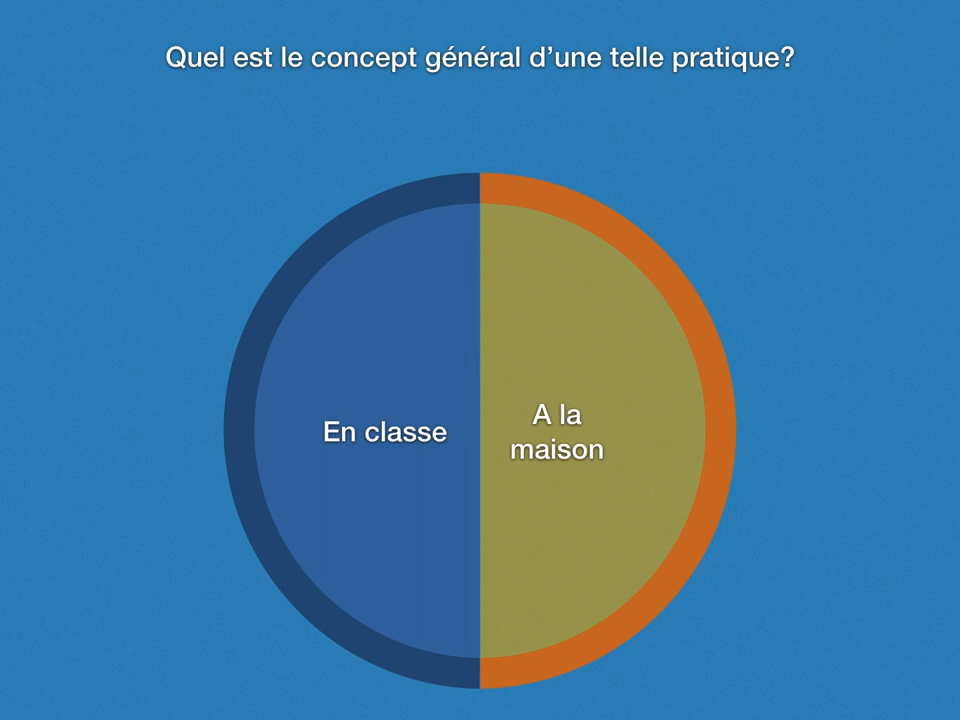 Quel est le concept général d’une telle pratique?
En classe
A la
maison